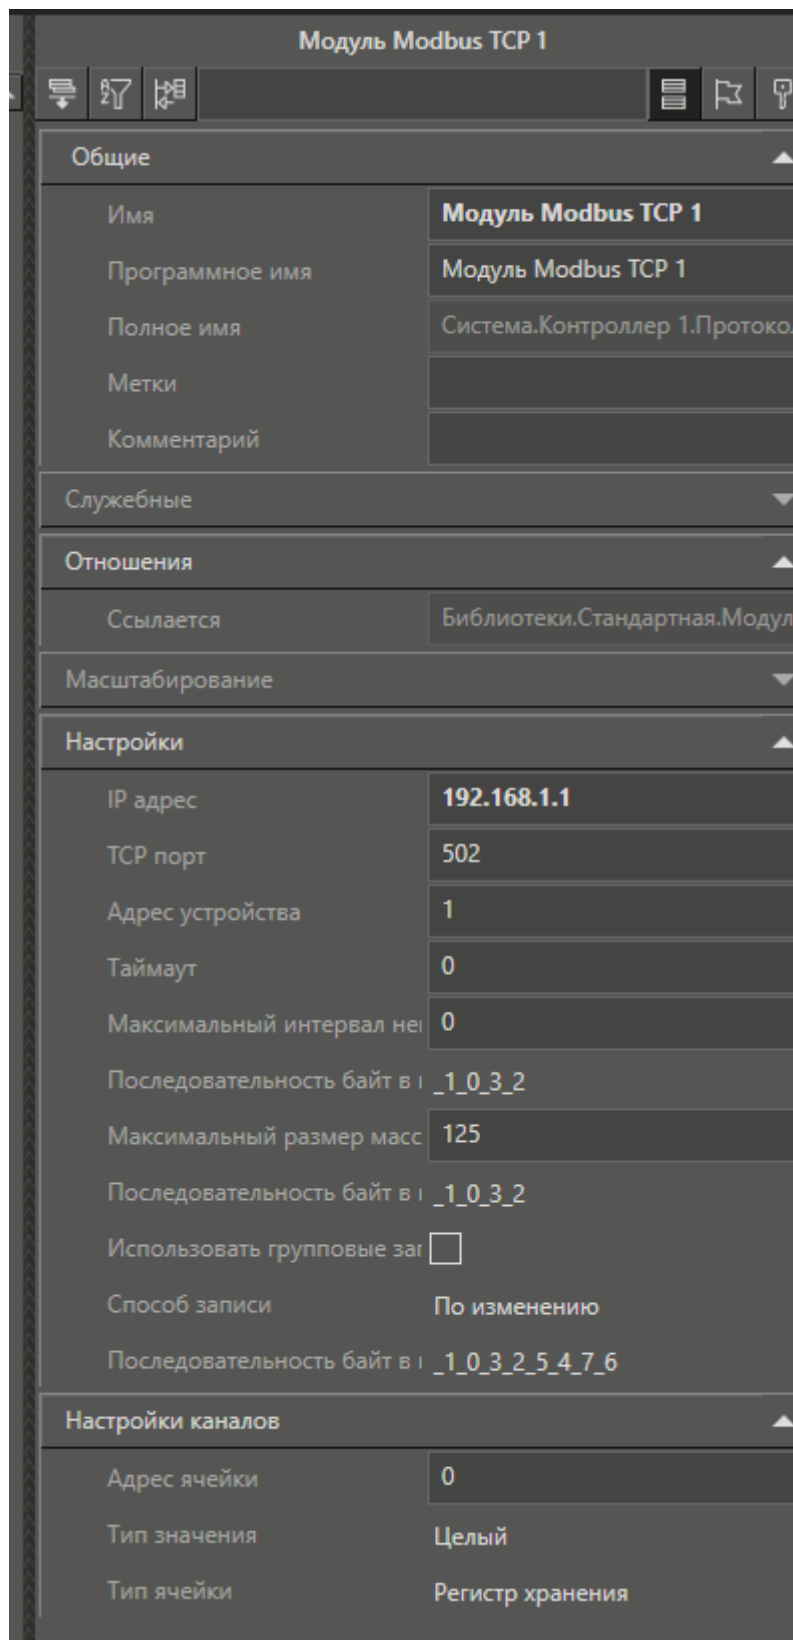 Модуль Modbus TCP 1
Общие
Имя Модуль Modbus TCP 1
Программное имя Модуль Modbus TCP 1
Полное имя Система.Контроллер 1.Протоко
Метки
Комментарий
Служебные
Отношения
Ссылается Библиотеки.Стандартная.Модул
Масштабирование
Настройки
IP адрес 192.168.1.1
TCP порт 502
Адрес устройства 1
Таймаут 0
Максимальный интервал не 0
Последовательность байт в _1_0_3_2
Максимальный размер масс 125
Последовательность байт в _1_0_3_2
Использовать групповые за
Способ записи По изменению
Последовательность байт в _1_0_3_2_5_4_7_6
Настройки каналов
Адрес ячейки 0
Тип значения Целый
Тип ячейки Регистр хранения